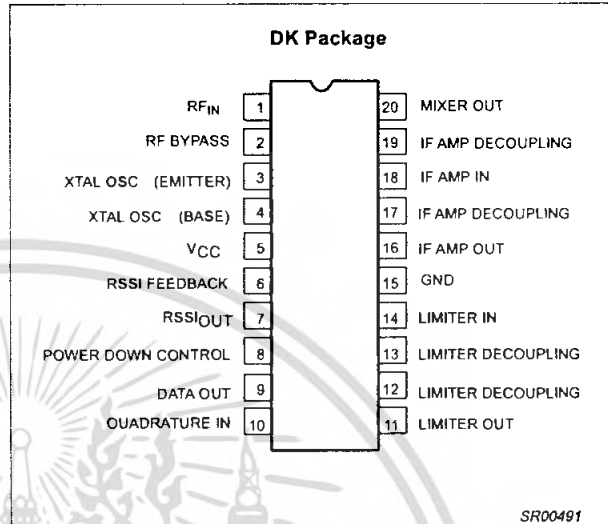 DK Package
RFIN 1
RF BYPASS 2
XTAL OSC (EMITTER) 3
XTAL OSC (BASE) 4
VCC 5
RSSI FEEDBACK 6
RSSIOUT 7
POWER DOWN CONTROL 8
DATA OUT 9
QUADRATURE IN 10
20 MIXER OUT
19 IF AMP DECOUPLING
18 IF AMP IN
17 IF AMP DECOUPLING
16 IF AMP OUT
15 GND
14 LIMITER IN
13 LIMITER DECOUPLING
12 LIMITER DECOUPLING
11 LIMITER OUT
SR00491